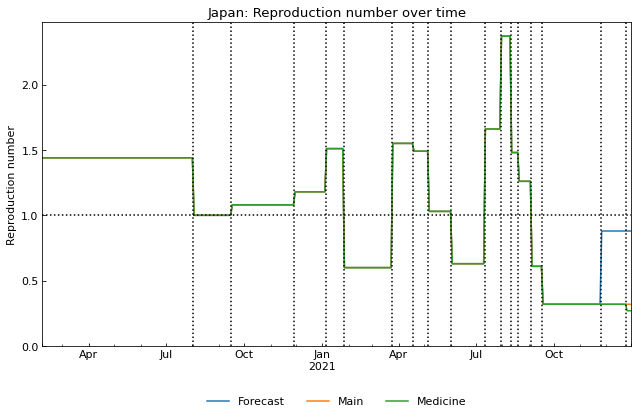 Japan: Reproduction number over time
Reproduction number
2.0
1.5
1.0
0.5
0.0
Apr Jul Oct Jan Apr Jul Oct
2021
Forecast Main Medicine